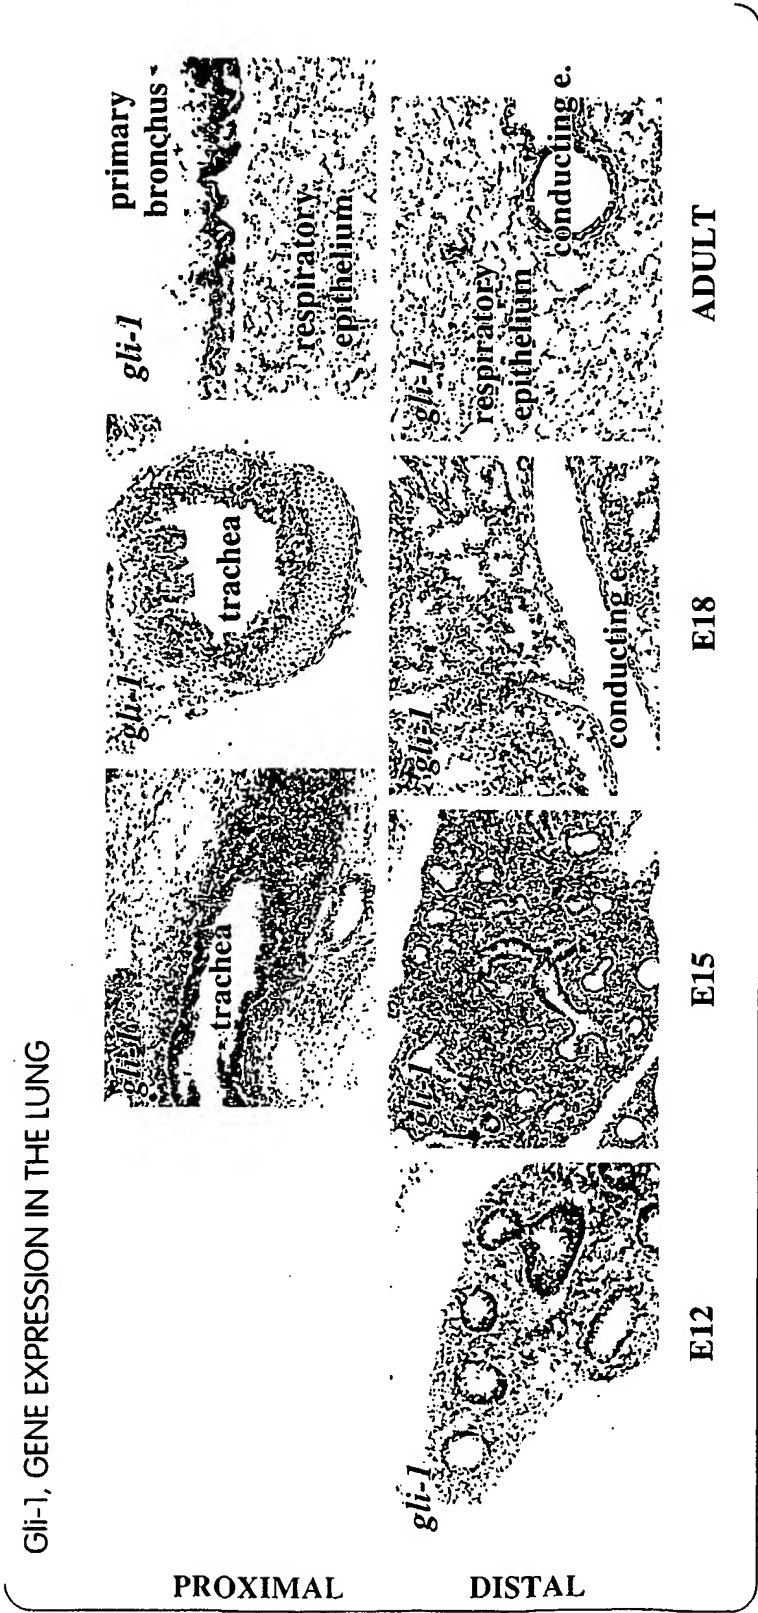 Gli-1, GENE EXPRESSION IN THE LUNG
PROXIMAL
gli-1
trachea
gli-1
trachea
gli-1
primary
bronchus
respiratory
epithelium
DISTAL
gli-1
gli-1
gli-1
conducting e.
gli-1
respiratory
epithelium
conducting e.
E12
E15
E18
ADULT